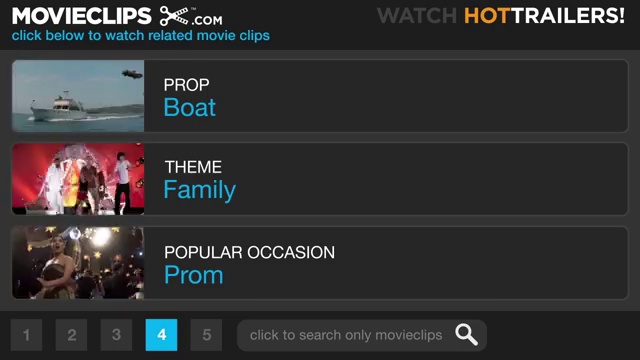 MOVIECLIPS.COM™
click below to watch related movie clips
WATCH HOTTRAILERS!
PROP
Boat
THEME
Family
POPULAR OCCASION
Prom
1 2 3 4 5
click to search only movieclips